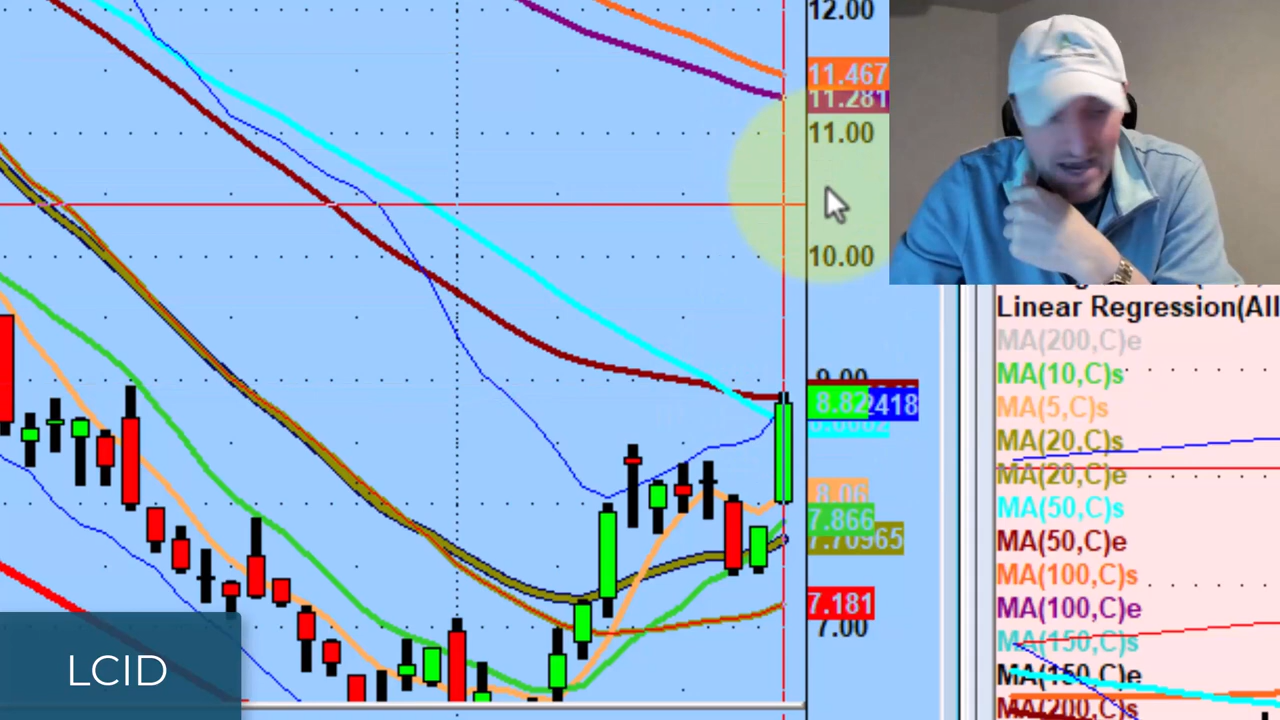 12.00
11.467
11.281
11.00
10.00
9.00
8.82
2418
8.06
7.866
7.70965
7.181
7.00
Linear Regression(All
MA(200,C)e
MA(10,C)s
MA(5,C)s
MA(20,C)s
MA(20,C)e
MA(50,C)s
MA(50,C)e
MA(100,C)s
MA(100,C)e
MA(150,C)s
MA(150,C)e
MA(200,C)s
LCID